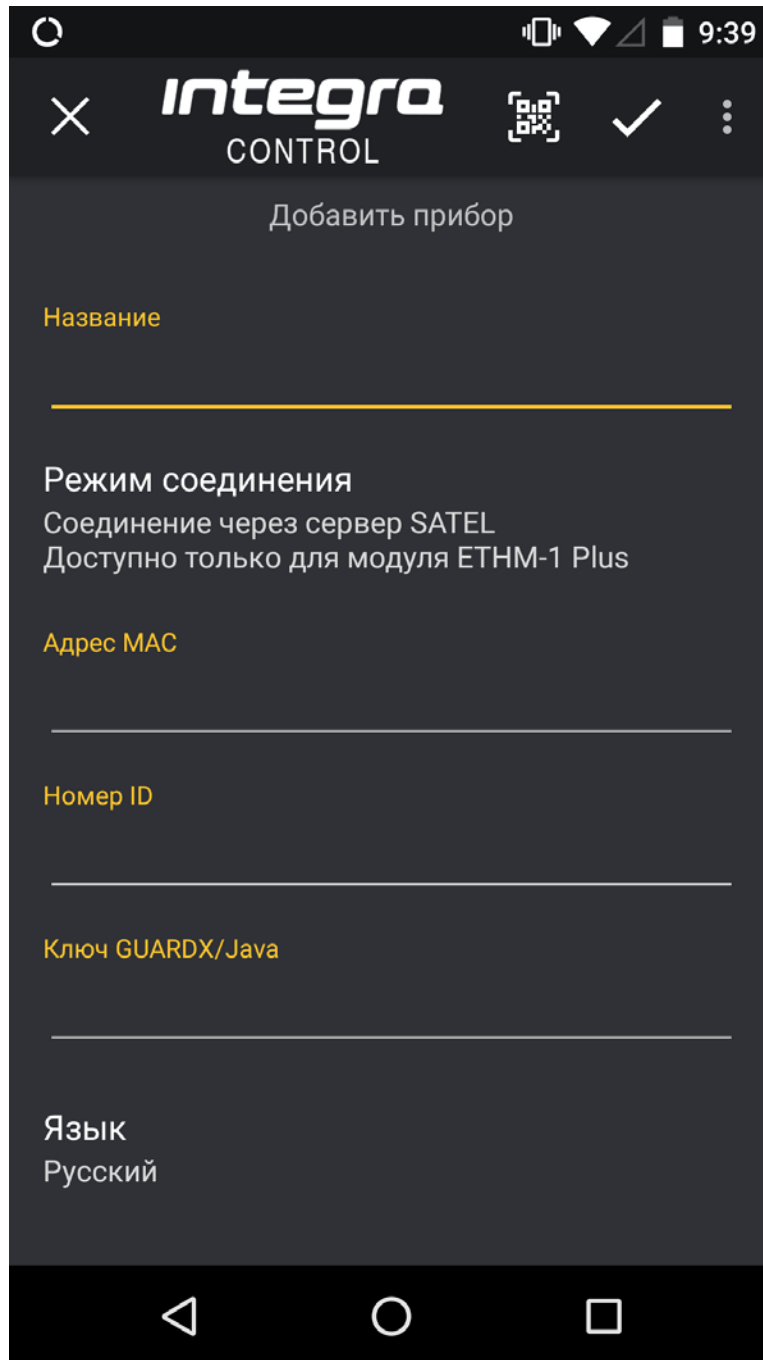 9:39
integra
CONTROL
Добавить прибор
Название
Режим соединения
Соединение через сервер SATEL
Доступно только для модуля ETHM-1 Plus
Адрес MAC
Номер ID
Ключ GUARDX/Java
Язык
Русский